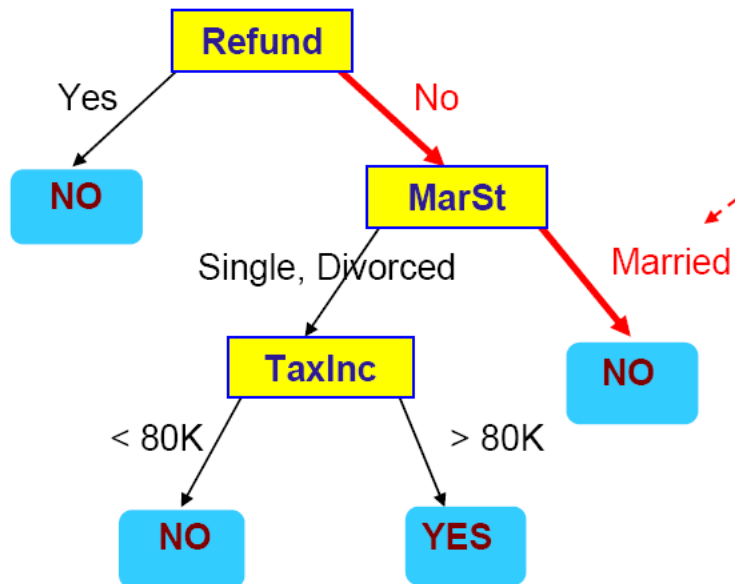 Refund
Yes
No
NO
MarSt
Single, Divorced
Married
TaxInc
NO
< 80K
> 80K
NO
YES